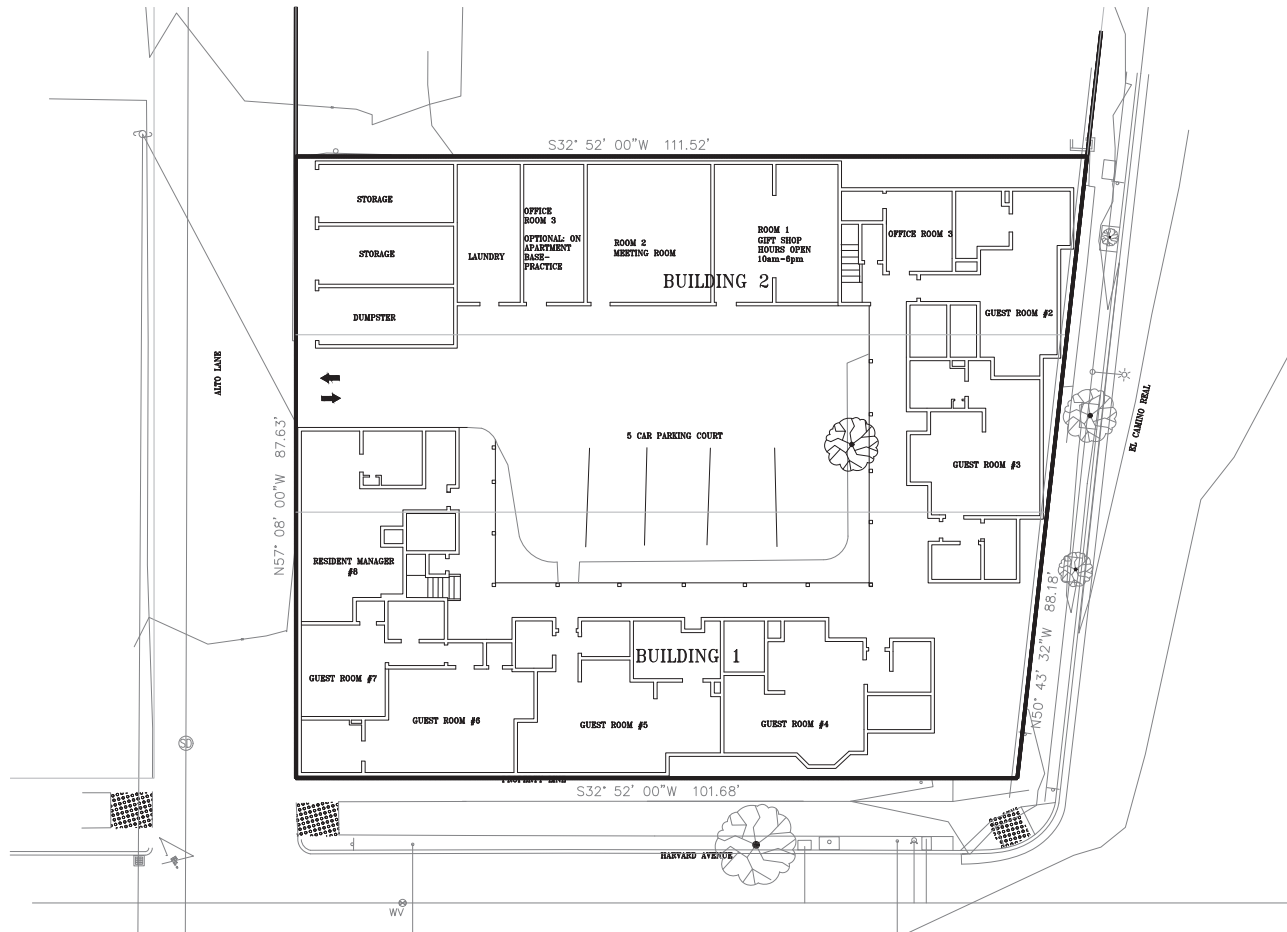 S32° 52' 00"W 111.52'
STORAGE
STORAGE
DUMPSTER
LAUNDRY
OFFICE
ROOM 3
OPTIONAL: ON
APARTMENT
BASE-
PRACTICE
ROOM 2
MEETING ROOM
ROOM 1
GIFT SHOP
HOURS OPEN
10am-6pm
BUILDING 2
OFFICE ROOM 3
GUEST ROOM #2
ALTO LANE
N57° 08' 00"W 87.63'
5 CAR PARKING COURT
GUEST ROOM #3
EL CAMINO REAL
RESIDENT MANAGER
#8
N50° 43' 32"W 88.18'
BUILDING 1
GUEST ROOM #7
GUEST ROOM #6
GUEST ROOM #5
GUEST ROOM #4
SD
PROPERTY LINE
S32° 52' 00"W 101.68'
HARVARD AVENUE
WV